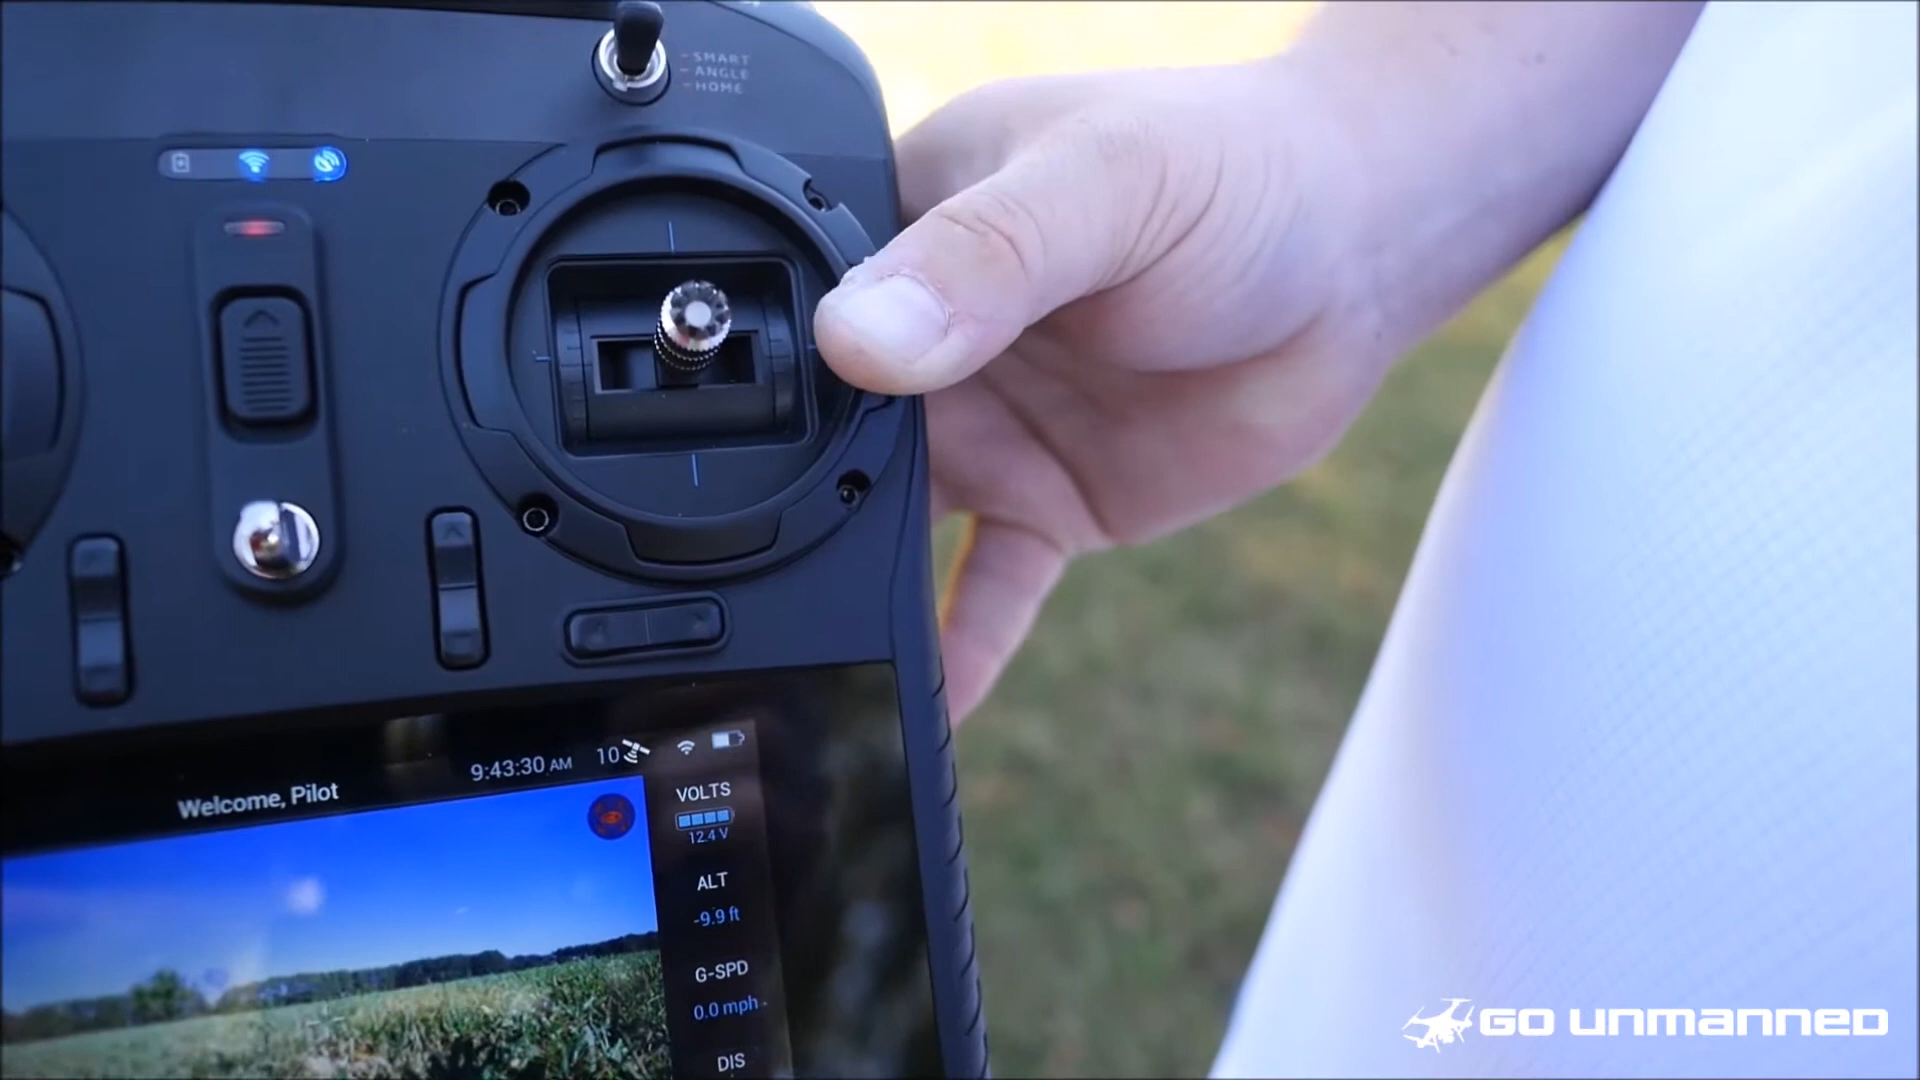 SMART
ANGLE
HOME
Welcome, Pilot
9:43:30 AM
10
VOLTS
12.4 V
ALT
-9.9 ft
G-SPD
0.0 mph
DIS
GO UNMANNED